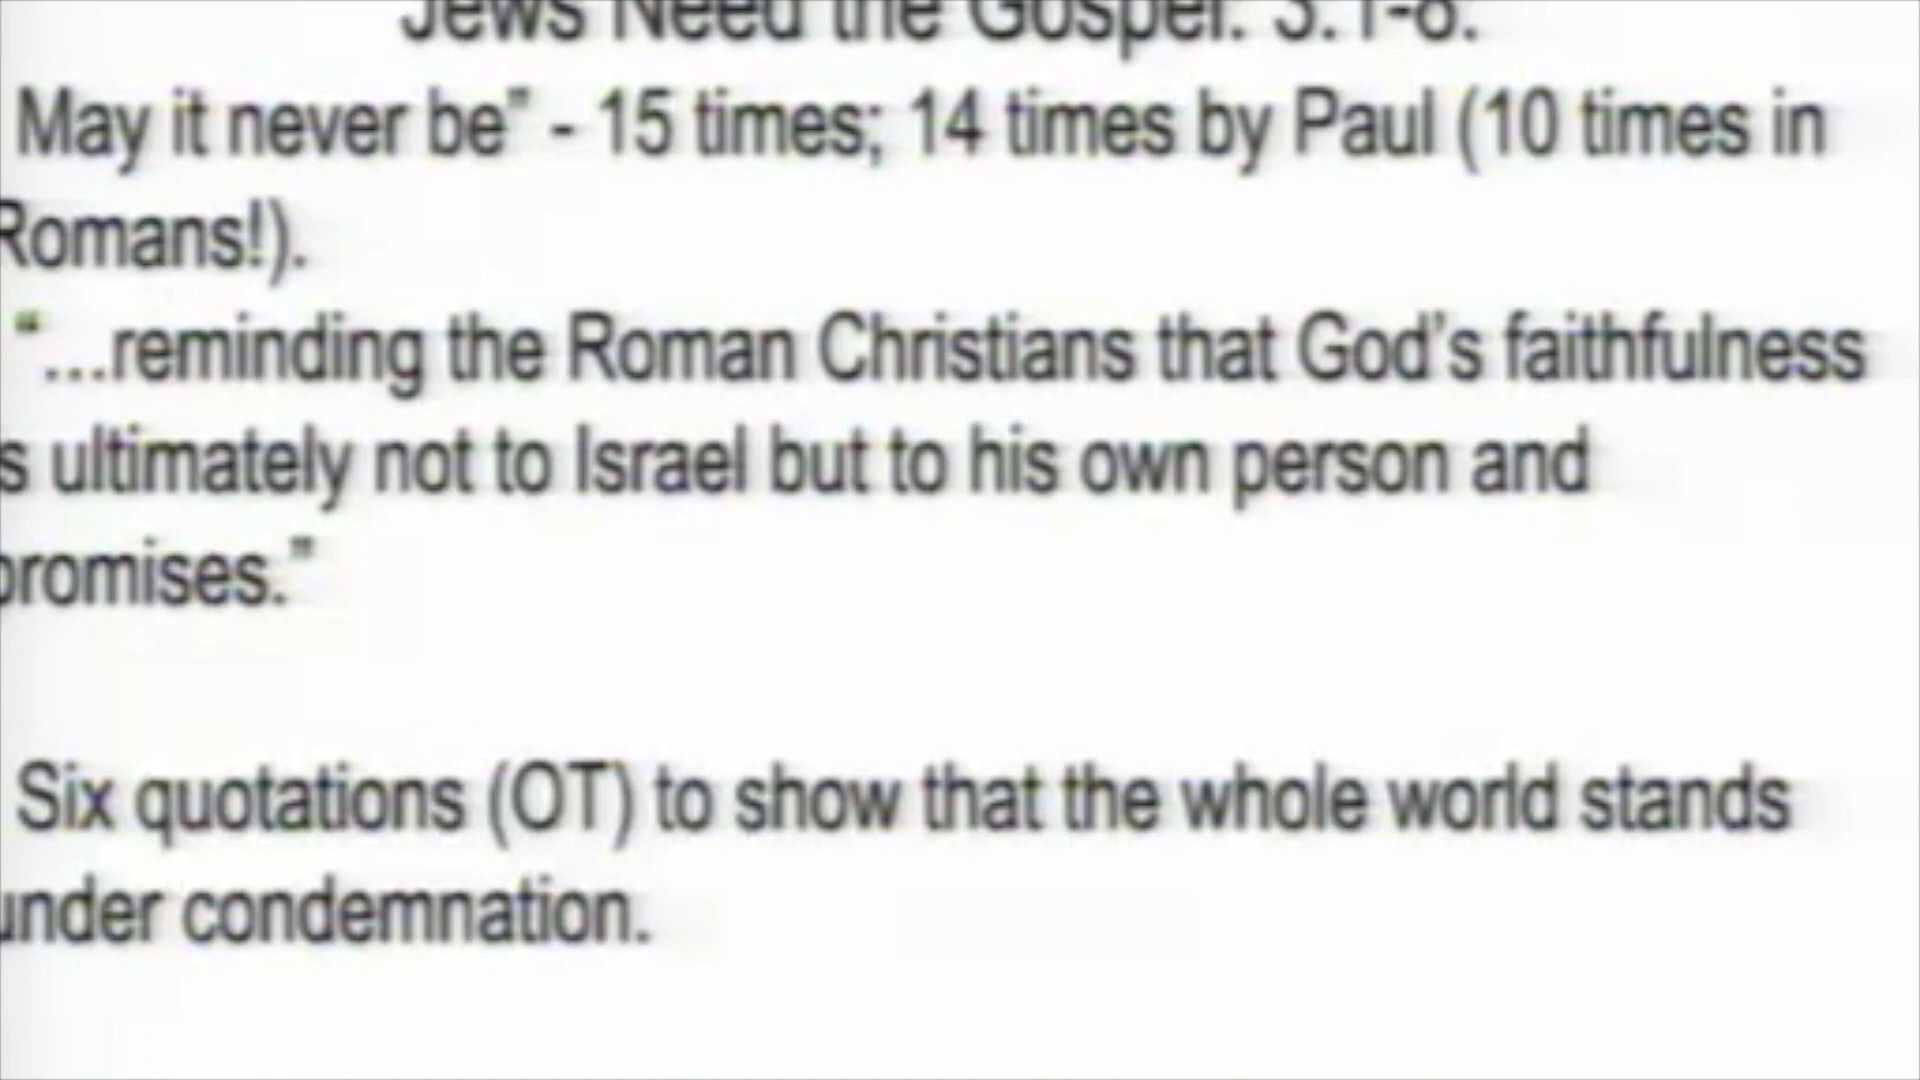 Jews Need the Gospel. 3:1-8.
May it never be" - 15 times; 14 times by Paul (10 times in
Romans!).
“...reminding the Roman Christians that God’s faithfulness
s ultimately not to Israel but to his own person and
promises.”
Six quotations (OT) to show that the whole world stands
under condemnation.